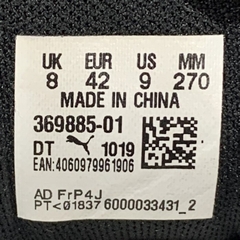 UK EUR US MM
8 42 9 270
MADE IN CHINA
369885-01
DT 1019
EAN:4060979961906
AD FrP4J
PT<01837 6000033431_2